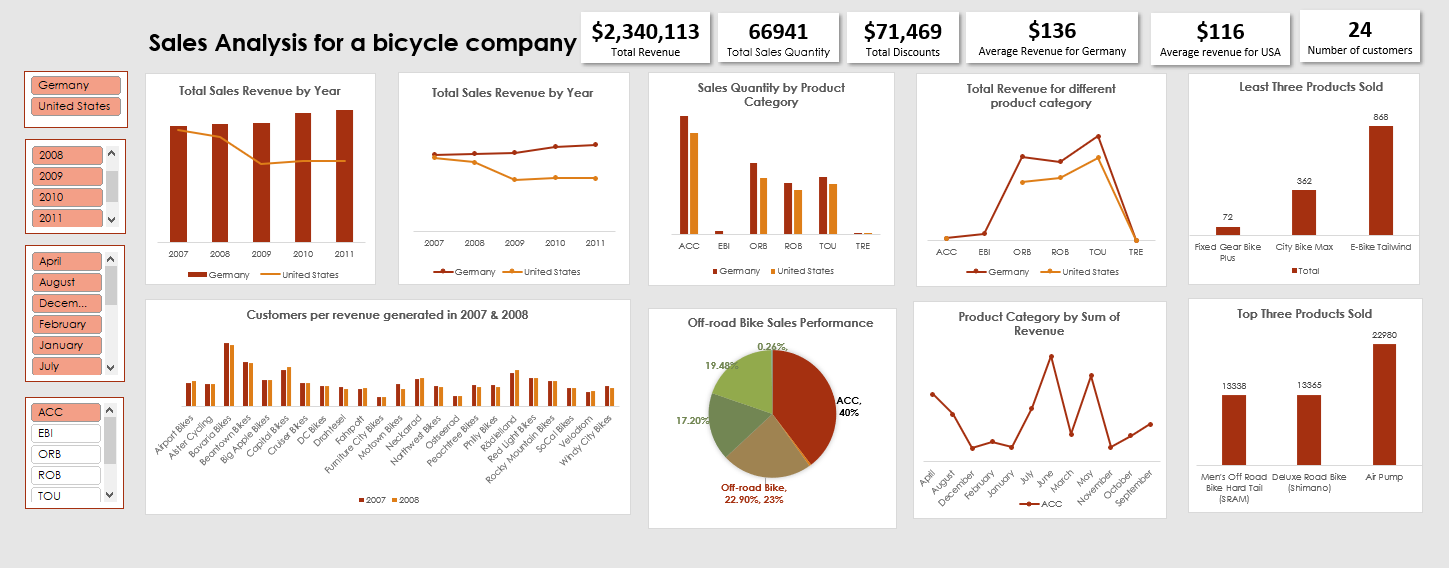 Sales Analysis for a bicycle company
$2,340,113
Total Revenue
66941
Total Sales Quantity
$71,469
Total Discounts
$136
Average Revenue for Germany
$116
Average revenue for USA
24
Number of customers
Germany
United States
2008
2009
2010
2011
April
August
Decem...
February
January
July
ACC
EBI
ORB
ROB
TOU
Total Sales Revenue by Year
2007 2008 2009 2010 2011
Germany United States
Total Sales Revenue by Year
2007 2008 2009 2010 2011
Germany United States
Sales Quantity by Product
Category
ACC EBI ORB ROB TOU TRE
Germany United States
Total Revenue for different
product category
ACC EBI ORB ROB TOU TRE
Germany United States
Least Three Products Sold
868
362
72
Fixed Gear Bike
Plus
City Bike Max
E-Bike Tailwind
Total
Customers per revenue generated in 2007 & 2008
Airport Bikes
Alster Cycling
Bavaria Bikes
Beantown Bikes
Big Apple Bikes
Capital Bikes
Cruiser Bikes
DC Bikes
Drahtesel
Fahrpott
Furniture City Bikes
Motown Bikes
Neckarrad
Northwest Bikes
Ostseerad
Peachtree Bikes
Philly Bikes
Radelland
Red Light Bikes
Rocky Mountain Bikes
SoCal Bikes
Velodrom
Windy City Bikes
2007 2008
Off-road Bike Sales Performance
0.26%,
19.48%
ACC,
40%
17.20%
Off-road Bike,
22.90%, 23%
Product Category by Sum of
Revenue
April
August
December
February
January
July
June
March
May
November
October
September
ACC
Top Three Products Sold
22980
13338
13365
Men's Off Road
Bike Hard Tail
(SRAM)
Deluxe Road Bike
(Shimano)
Air Pump